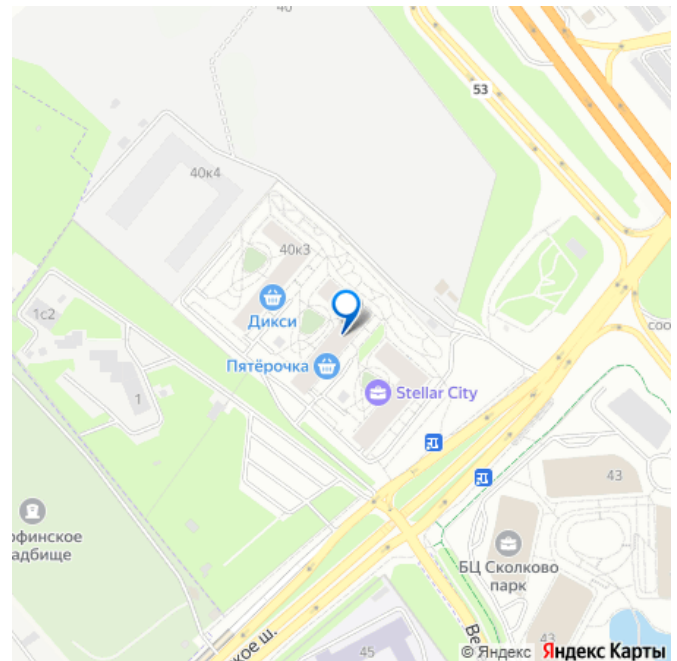 40
53
40к4
40к3
1с2
Дикси
Пятёрочка
Stellar City
1
43
офинское
адбище
БЦ Сколково
парк
соо
кое ш.
45
Ве
43
© Яндекс Яндекс Карты